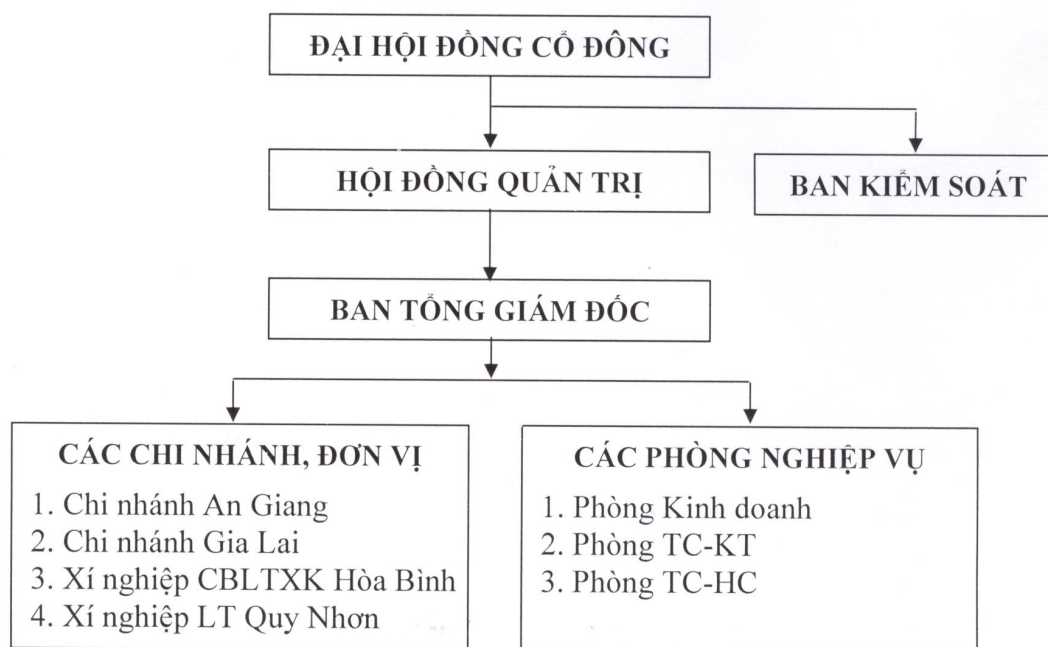 ĐẠI HỘI ĐỒNG CỔ ĐÔNG
HỘI ĐỒNG QUẢN TRỊ
BAN KIỂM SOÁT
BAN TỔNG GIÁM ĐỐC
CÁC CHI NHÁNH, ĐƠN VỊ
1. Chi nhánh An Giang
2. Chi nhánh Gia Lai
3. Xí nghiệp CBLTXK Hòa Bình
4. Xí nghiệp LT Quy Nhơn
CÁC PHÒNG NGHIỆP VỤ
1. Phòng Kinh doanh
2. Phòng TC-KT
3. Phòng TC-HC